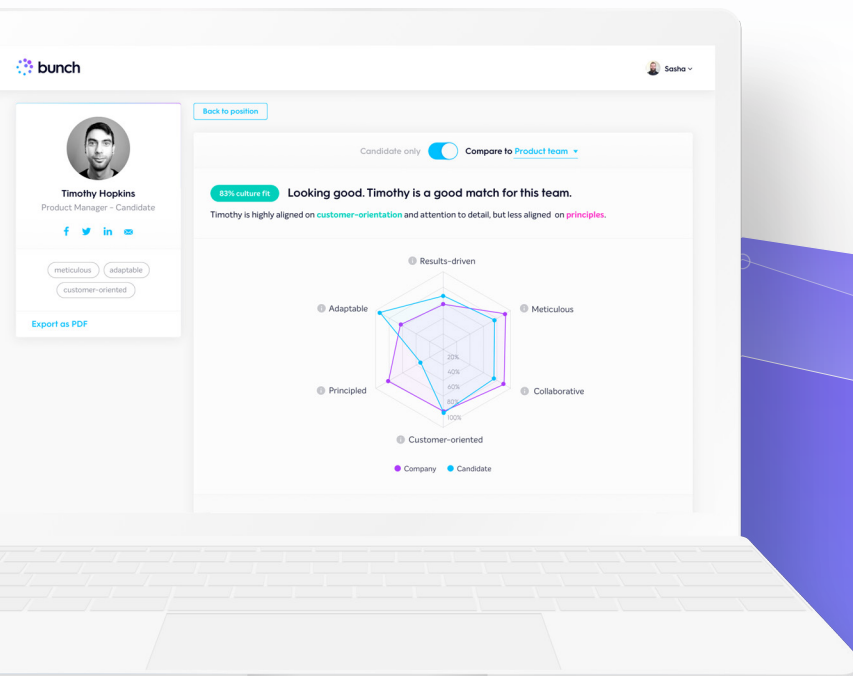 bunch
Sasha
Timothy Hopkins
Product Manager - Candidate
f
in
meticulous
adaptable
customer-oriented
Export as PDF
Back to position
Candidate only
Compare to Product team
83% culture fit
Looking good. Timothy is a good match for this team.
Timothy is highly aligned on customer-orientation and attention to detail, but less aligned on principles.
Results-driven
Adaptable
Meticulous
Principled
Collaborative
Customer-oriented
20%
40%
60%
80%
100%
Company
Candidate